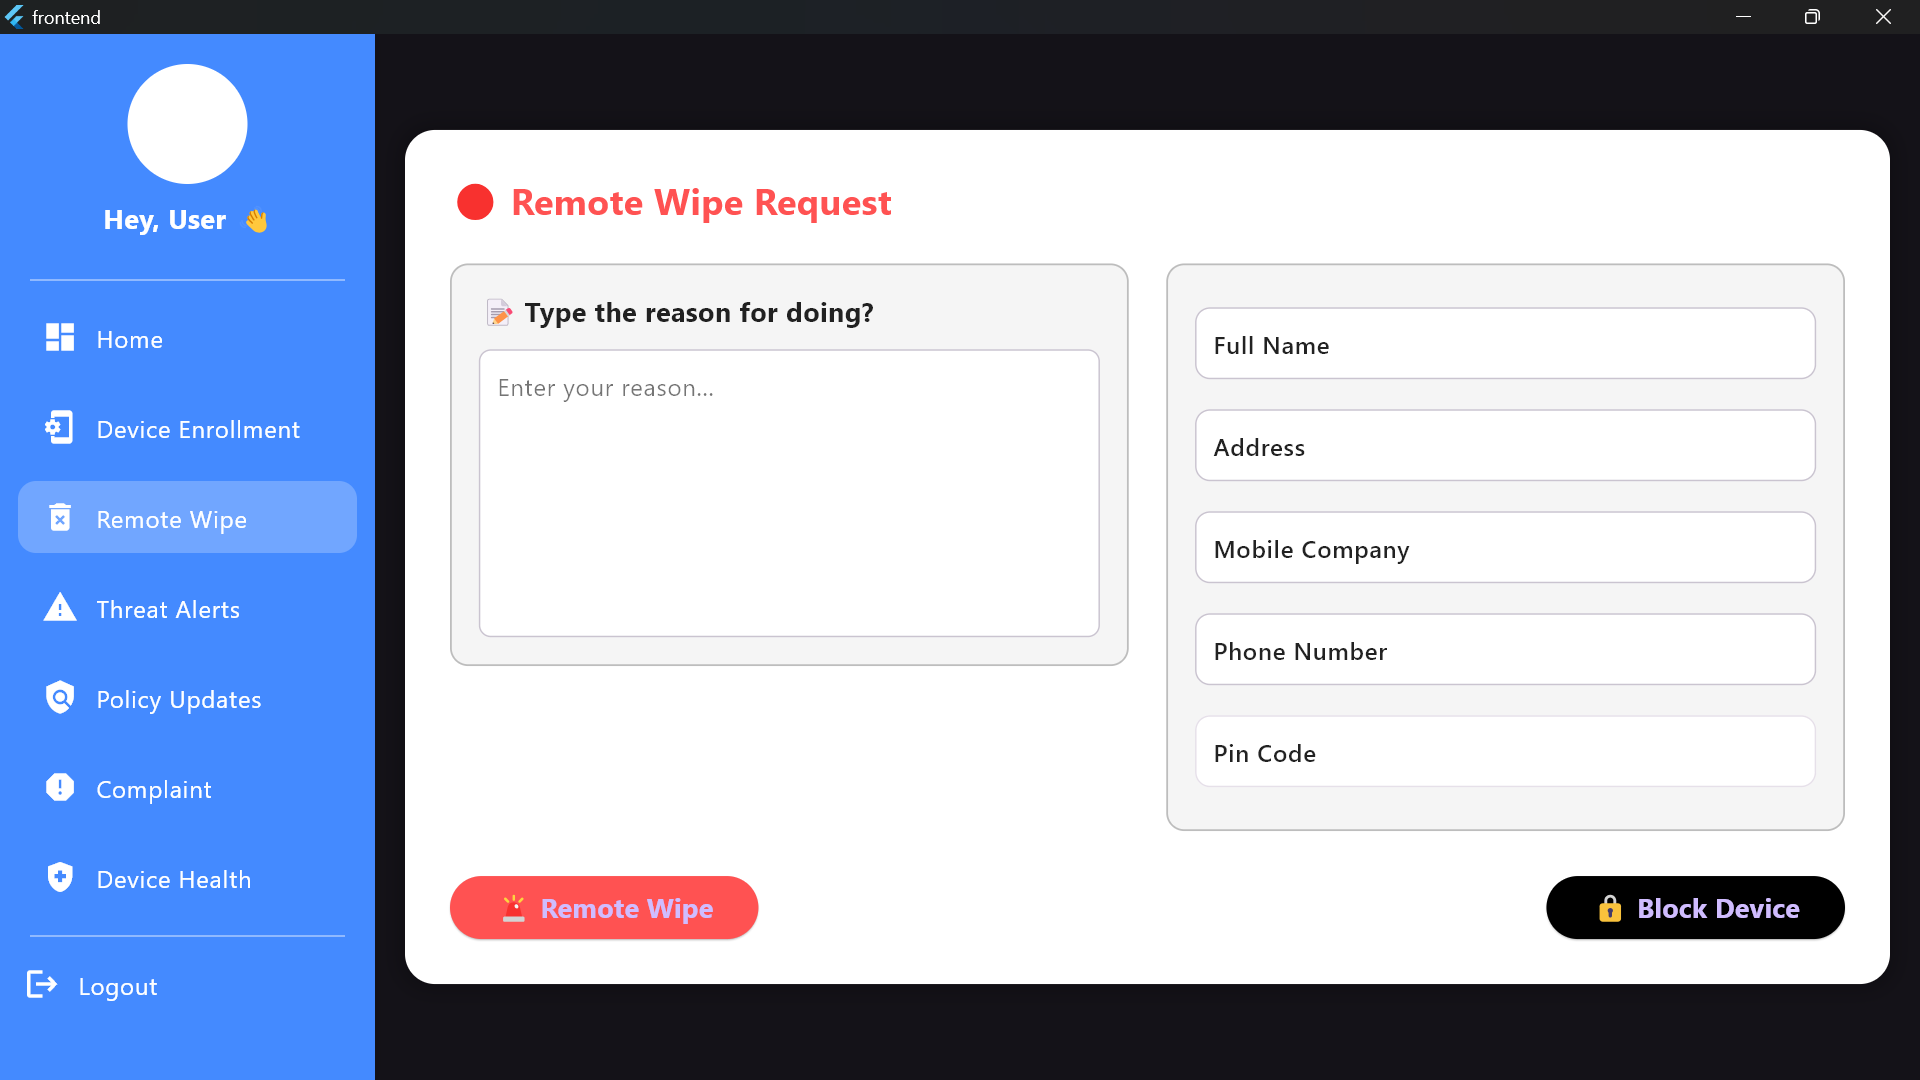 frontend
Hey, User 👋
Home
Device Enrollment
Remote Wipe
Threat Alerts
Policy Updates
Complaint
Device Health
Logout
Remote Wipe Request
📝 Type the reason for doing?
Enter your reason...
Full Name
Address
Mobile Company
Phone Number
Pin Code
🚨 Remote Wipe
🔒 Block Device